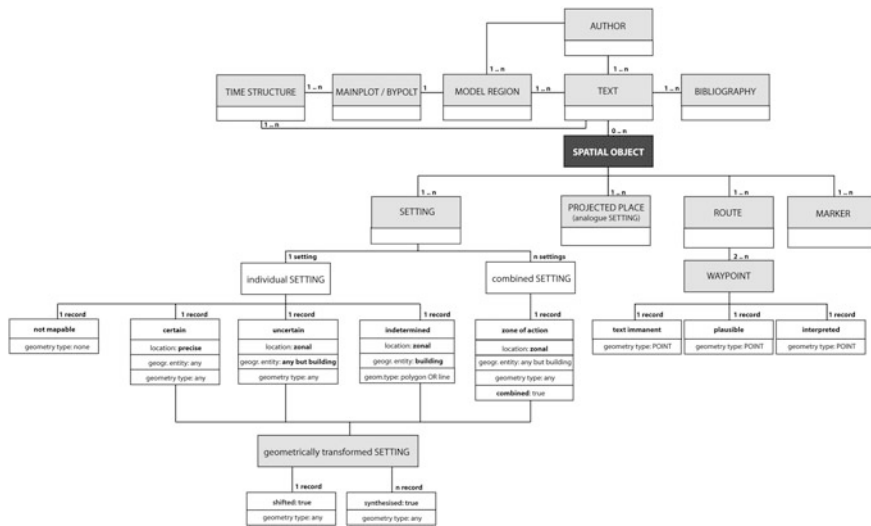 AUTHOR
1 .. n
1 .. n
TIME STRUCTURE
1 .. n
MAINPLOT / BYPOLT
1
MODEL REGION
1 .. n
TEXT
1 .. n
BIBLIOGRAPHY
1 .. n
0 .. n
SPATIAL OBJECT
1 .. n
1 .. n
1 .. n
1 .. n
SETTING
PROJECTED PLACE
(analogue SETTING)
ROUTE
MARKER
1 setting
n settings
2 .. n
individual SETTING
combined SETTING
WAYPOINT
1 record
1 record
1 record
1 record
1 record
1 record
1 record
1 record
not mapable
geometry type: none
certain
location: precise
geogr. entity: any
geometry type: any
uncertain
location: zonal
geogr. entity: any but building
geometry type: any
indetermined
location: zonal
geogr. entity: building
geom.type: polygon OR line
zone of action
location: zonal
geogr. entity: any but building
geometry type: any
combined: true
text immanent
geometry type: POINT
plausible
geometry type: POINT
interpreted
geometry type: POINT
geometrically transformed SETTING
1 record
n record
shifted: true
geometry type: any
synthesised: true
geometry type: any